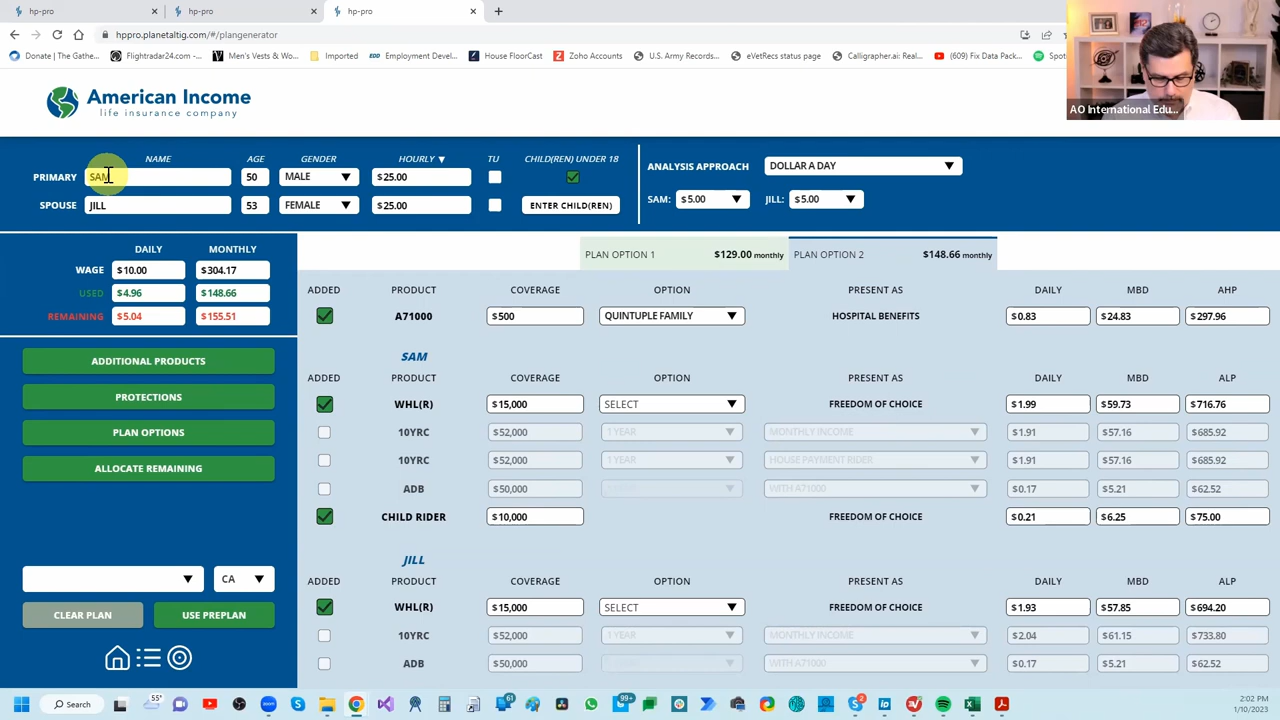 hp-pro
hp-pro
hp-pro
hppro.planetaltig.com/#/plangenerator
Donate | The Gathe...
Flightradar24.com -...
Men's Vests & Wo...
Imported
EDD Employment Devel...
House FloorCast
Zoho Accounts
U.S. Army Records...
eVetRecs status page
Calligrapher.ai: Real...
(609) Fix Data Pack...
Spot
AO International Edu...
American Income
life insurance company
NAME AGE GENDER HOURLY ▼ TU CHILD(REN) UNDER 18
PRIMARY SAM 50 MALE $25.00
SPOUSE JILL 53 FEMALE $25.00 ENTER CHILD(REN)
ANALYSIS APPROACH DOLLAR A DAY
SAM: $5.00 JILL: $5.00
DAILY MONTHLY
WAGE $10.00 $304.17
USED $4.96 $148.66
REMAINING $5.04 $155.51
ADDITIONAL PRODUCTS
PROTECTIONS
PLAN OPTIONS
ALLOCATE REMAINING
CA
CLEAR PLAN USE PREPLAN
PLAN OPTION 1 $129.00 monthly
PLAN OPTION 2 $148.66 monthly
ADDED PRODUCT COVERAGE OPTION PRESENT AS DAILY MBD AHP
A71000 $500 QUINTUPLE FAMILY HOSPITAL BENEFITS $0.83 $24.83 $297.96
SAM
ADDED PRODUCT COVERAGE OPTION PRESENT AS DAILY MBD ALP
WHL(R) $15,000 SELECT FREEDOM OF CHOICE $1.99 $59.73 $716.76
10YRC $52,000 1 YEAR MONTHLY INCOME $1.91 $57.16 $685.92
10YRC $52,000 1 YEAR HOUSE PAYMENT RIDER $1.91 $57.16 $685.92
ADB $50,000 WITH A71000 $0.17 $5.21 $62.52
CHILD RIDER $10,000 FREEDOM OF CHOICE $0.21 $6.25 $75.00
JILL
ADDED PRODUCT COVERAGE OPTION PRESENT AS DAILY MBD ALP
WHL(R) $15,000 SELECT FREEDOM OF CHOICE $1.93 $57.85 $694.20
10YRC $52,000 1 YEAR MONTHLY INCOME $2.04 $61.15 $733.80
ADB $50,000 WITH A71000 $0.17 $5.21 $62.52
Search
55°
61
99+
2
2:02 PM
1/10/2023